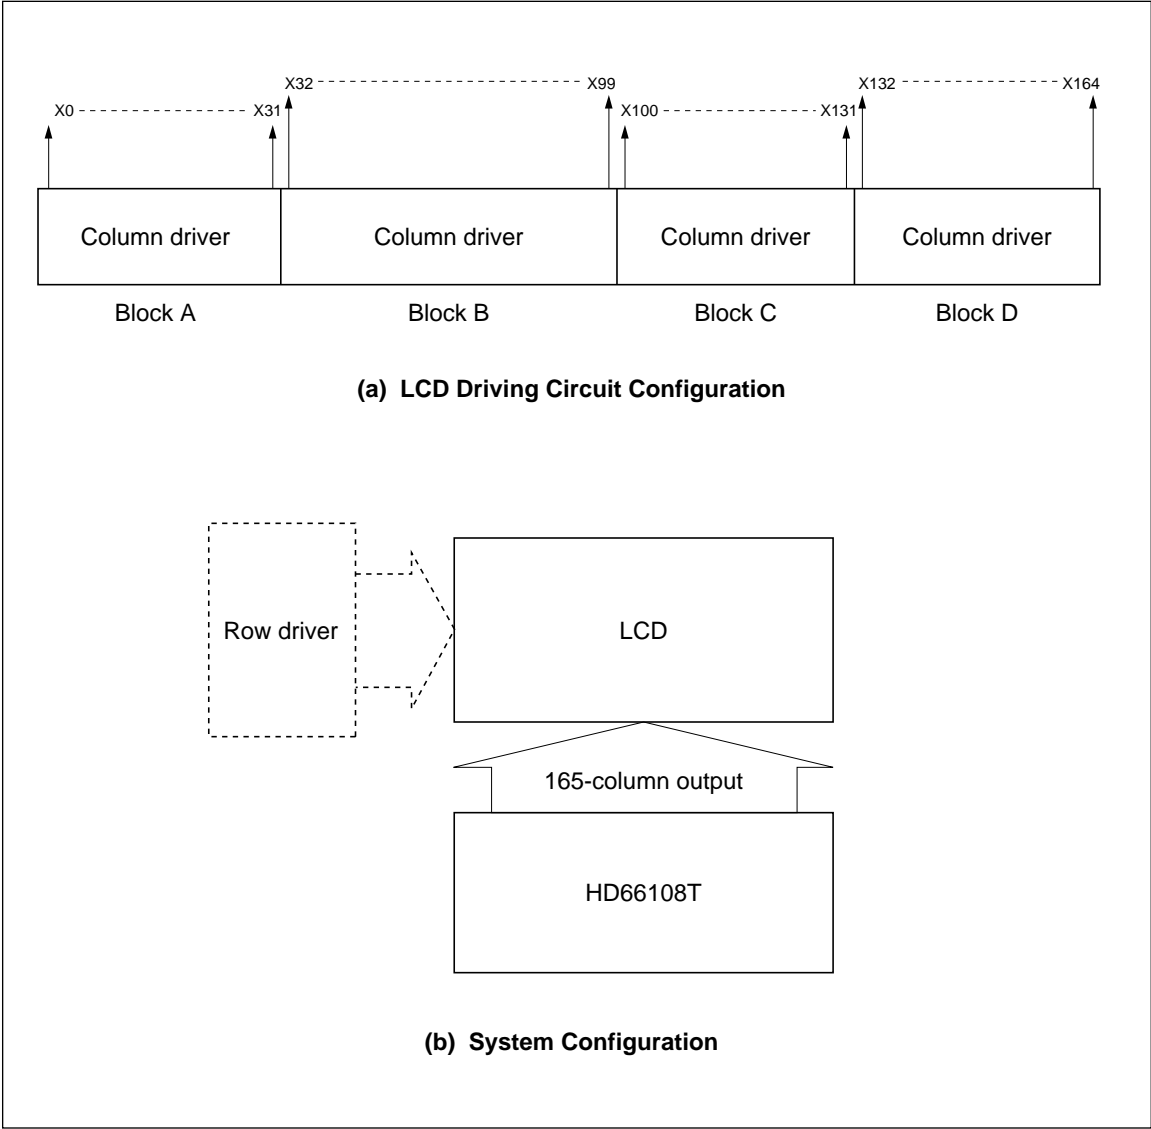 X32 X99 X132 X164
X0 X31 X100 X131
Column driver Column driver Column driver Column driver
Block A Block B Block C Block D
(a) LCD Driving Circuit Configuration
Row driver
LCD
165-column output
HD66108T
(b) System Configuration